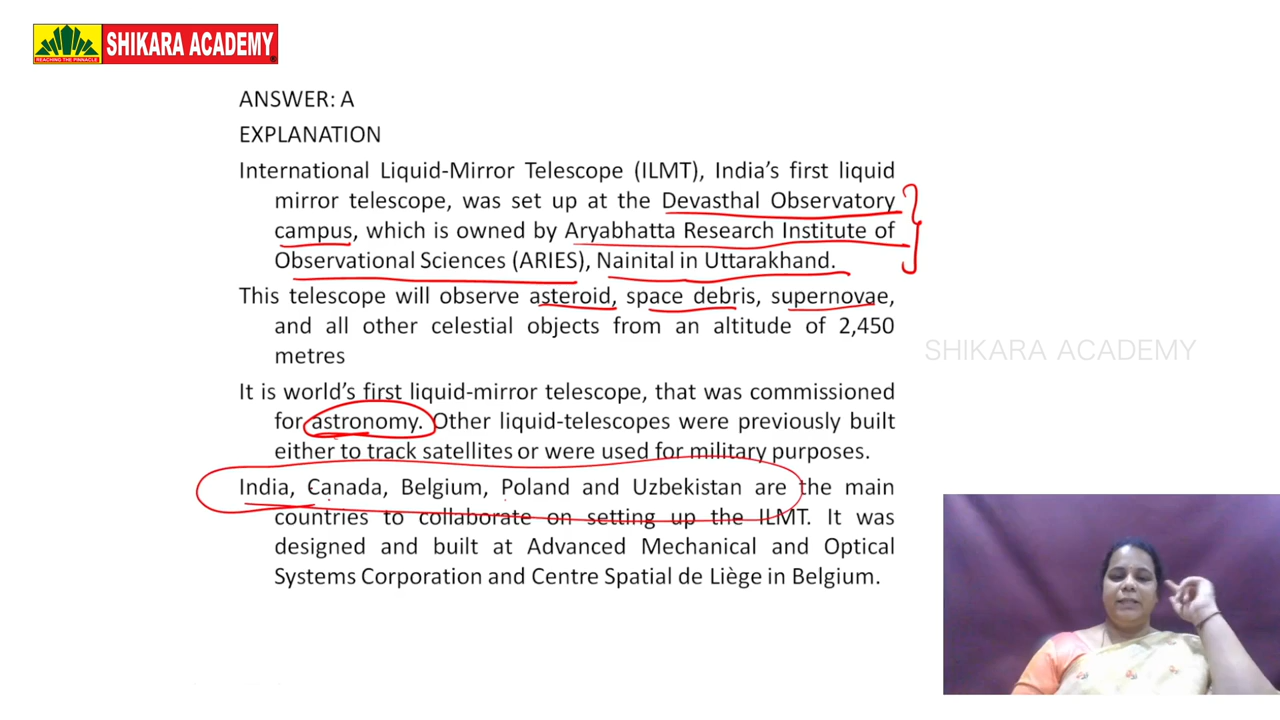 SHIKARA ACADEMY
REACHING THE PINNACLE
ANSWER: A
EXPLANATION
International Liquid-Mirror Telescope (ILMT), India's first liquid
mirror telescope, was set up at the Devasthal Observatory
campus, which is owned by Aryabhatta Research Institute of
Observational Sciences (ARIES), Nainital in Uttarakhand.
This telescope will observe asteroid, space debris, supernovae,
and all other celestial objects from an altitude of 2,450
metres
SHIKARA ACADEMY
It is world's first liquid-mirror telescope, that was commissioned
for astronomy. Other liquid-telescopes were previously built
either to track satellites or were used for military purposes.
India, Canada, Belgium, Poland and Uzbekistan are the main
countries to collaborate on setting up the ILMT. It was
designed and built at Advanced Mechanical and Optical
Systems Corporation and Centre Spatial de Liège in Belgium.